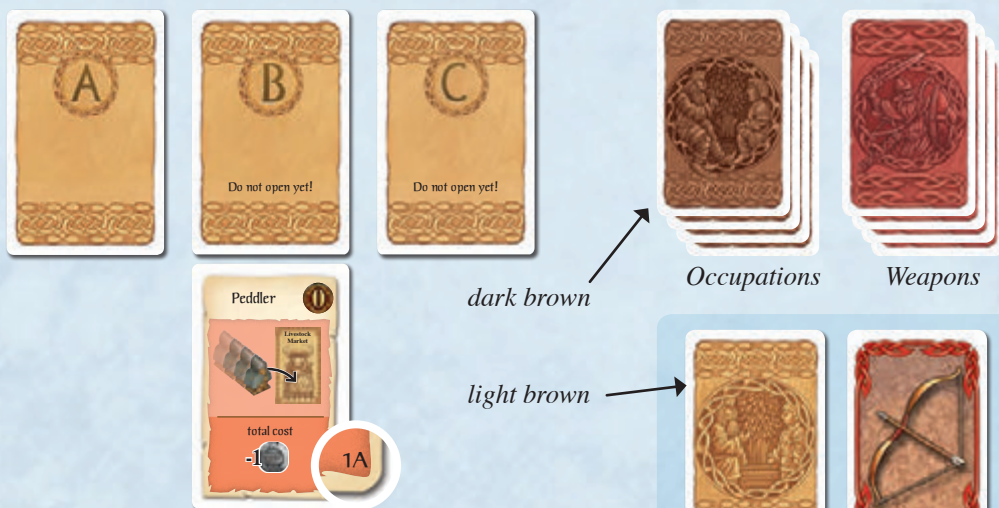 A
B
C
Do not open yet!
Do not open yet!
Occupations
Weapons
dark brown
light brown
Peddler
Livestock
Market
total cost
-1
1A